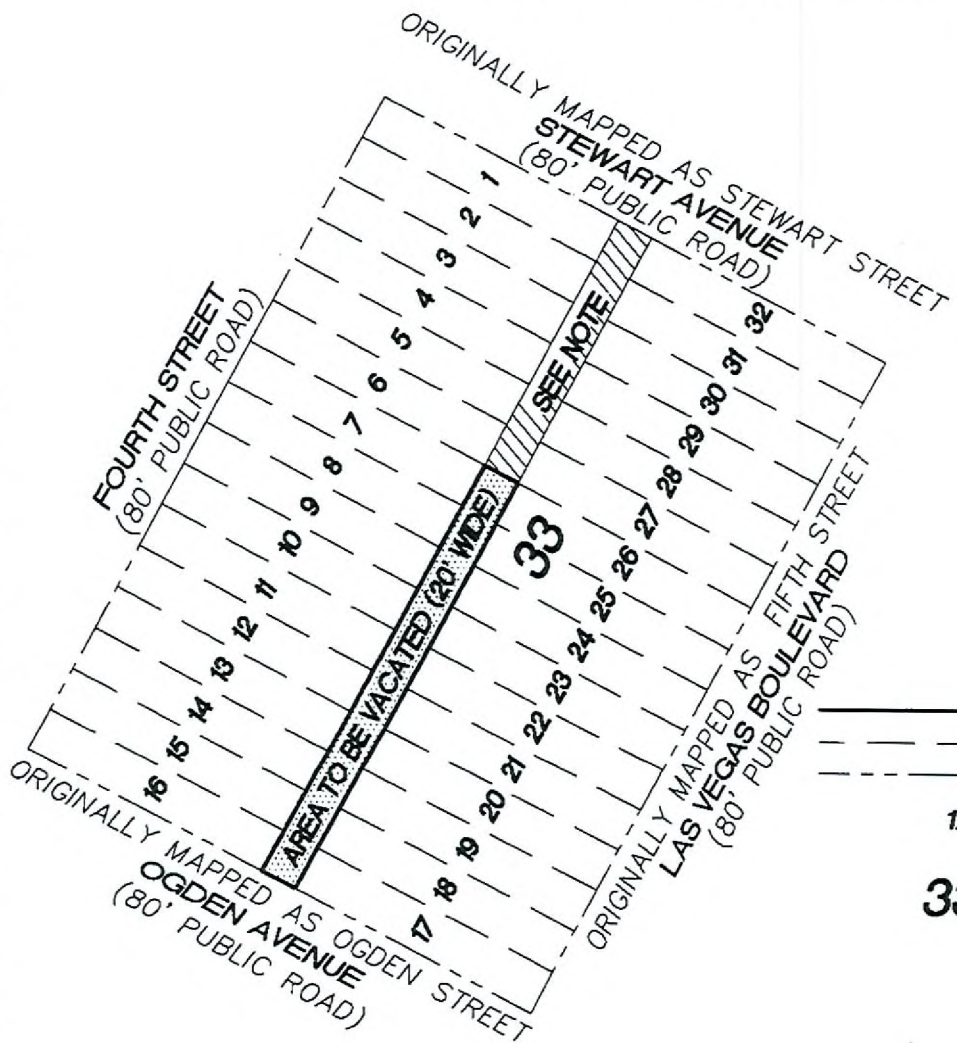 ORIGINALLY MAPPED AS STEWART STREET
STEWART AVENUE
(80' PUBLIC ROAD)
FOURTH STREET
(80' PUBLIC ROAD)
1
2
3
4
5
6
7
8
9
10
11
12
13
14
15
16
SEE NOTE
AREA TO BE VACATED (20' WIDE)
33
32
31
30
29
28
27
26
25
24
23
22
21
20
19
18
17
ORIGINALLY MAPPED AS FIFTH STREET
LAS VEGAS BOULEVARD
(80' PUBLIC ROAD)
ORIGINALLY MAPPED AS OGDEN STREET
OGDEN AVENUE
(80' PUBLIC ROAD)